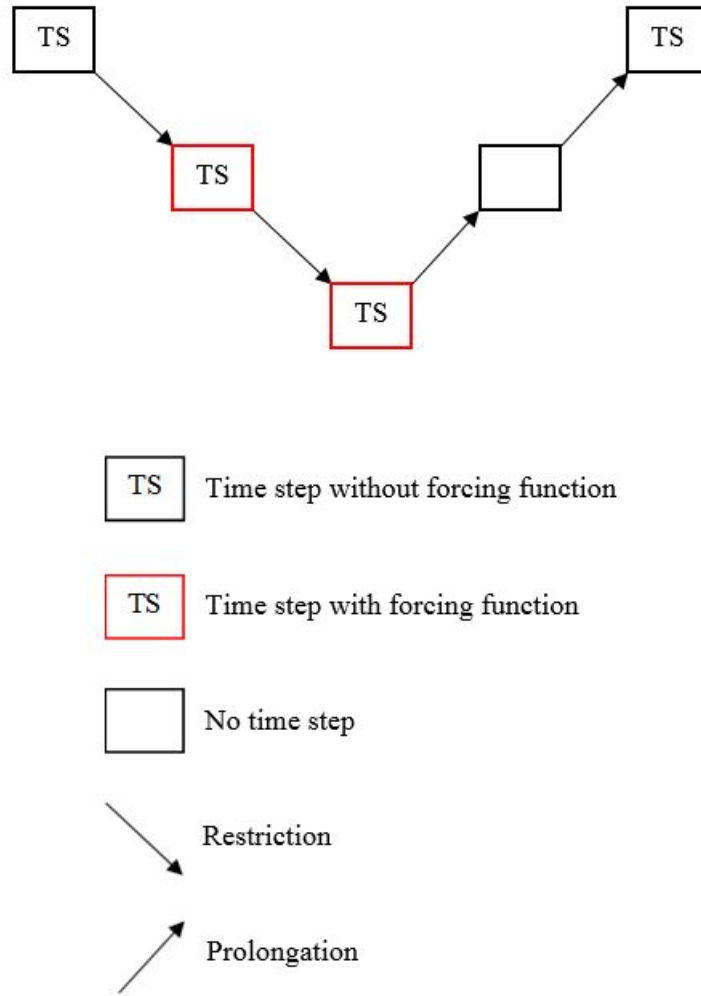 TS
TS
TS
TS
TS
Time step without forcing function
TS
Time step with forcing function
No time step
Restriction
Prolongation